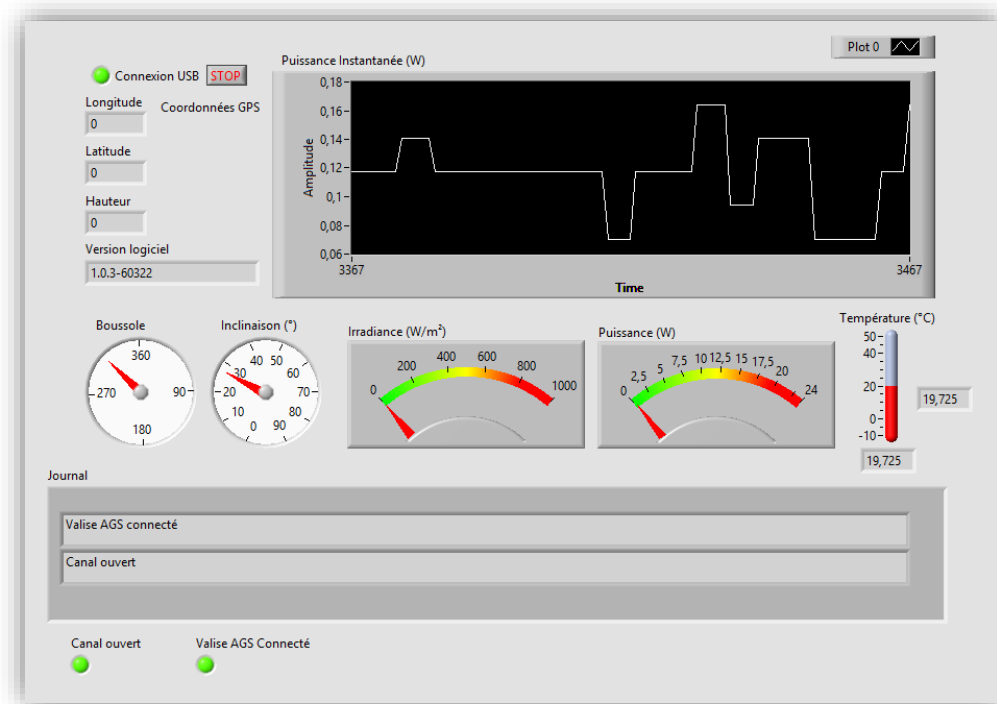 Plot 0
Puissance Instantanée (W)
Connexion USB STOP
Longitude
Coordonnées GPS
0
Latitude
0
Hauteur
0
Version logiciel
1.0.3-60322
Amplitude
0,18
0,16
0,14
0,12
0,1
0,08
0,06
3367
3467
Time
Boussole
360
270
90
180
Inclinaison (°)
0 10 20 30 40 50 60 70 80 90
Irradiance (W/m²)
0 200 400 600 800 1000
Puissance (W)
0 2,5 5 7,5 10 12,5 15 17,5 20 24
Température (°C)
50
40
20
0
-10
19,725
19,725
Journal
Valise AGS connecté
Canal ouvert
Canal ouvert
Valise AGS Connecté